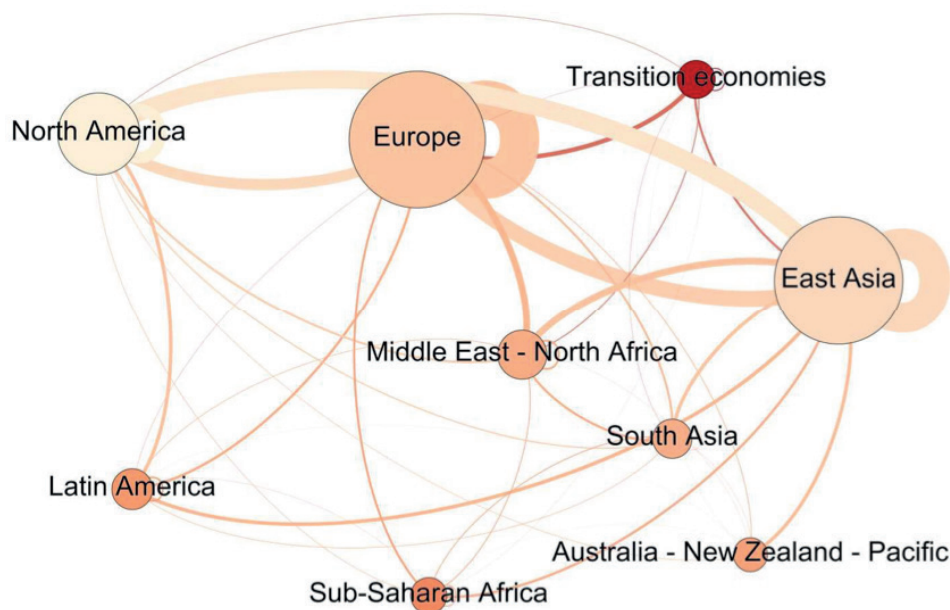 Transition economies
North America
Europe
East Asia
Middle East - North Africa
South Asia
Latin America
Australia - New Zealand - Pacific
Sub-Saharan Africa